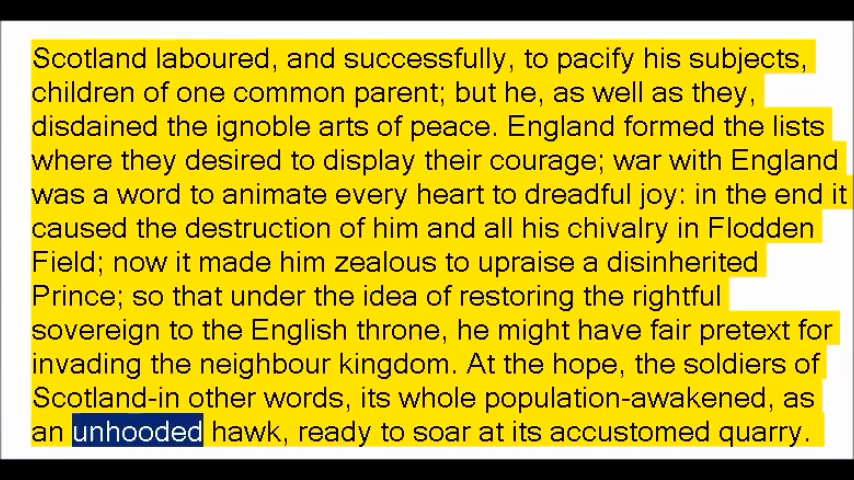 Scotland laboured, and successfully, to pacify his subjects,
children of one common parent; but he, as well as they,
disdained the ignoble arts of peace. England formed the lists
where they desired to display their courage; war with England
was a word to animate every heart to dreadful joy: in the end it
caused the destruction of him and all his chivalry in Flodden
Field; now it made him zealous to upraise a disinherited
Prince; so that under the idea of restoring the rightful
sovereign to the English throne, he might have fair pretext for
invading the neighbour kingdom. At the hope, the soldiers of
Scotland-in other words, its whole population-awakened, as
an unhooded hawk, ready to soar at its accustomed quarry.